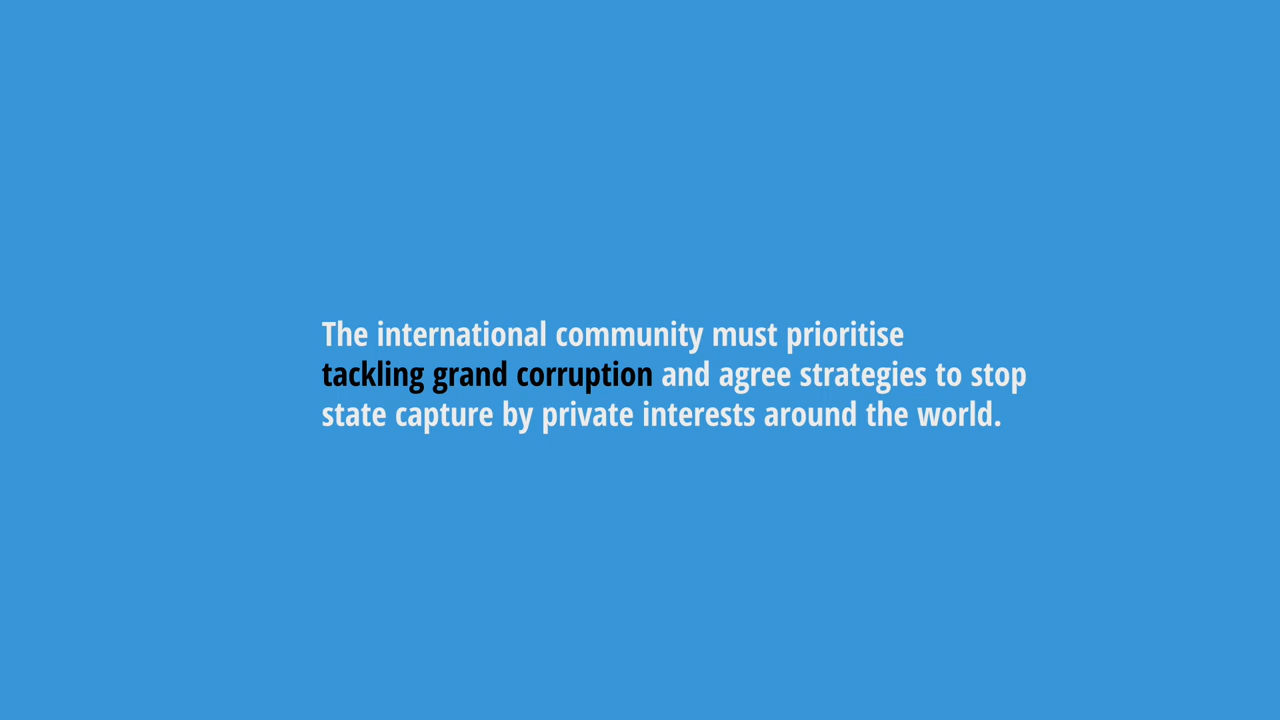 The international community must prioritise
tackling grand corruption and agree strategies to stop
state capture by private interests around the world.